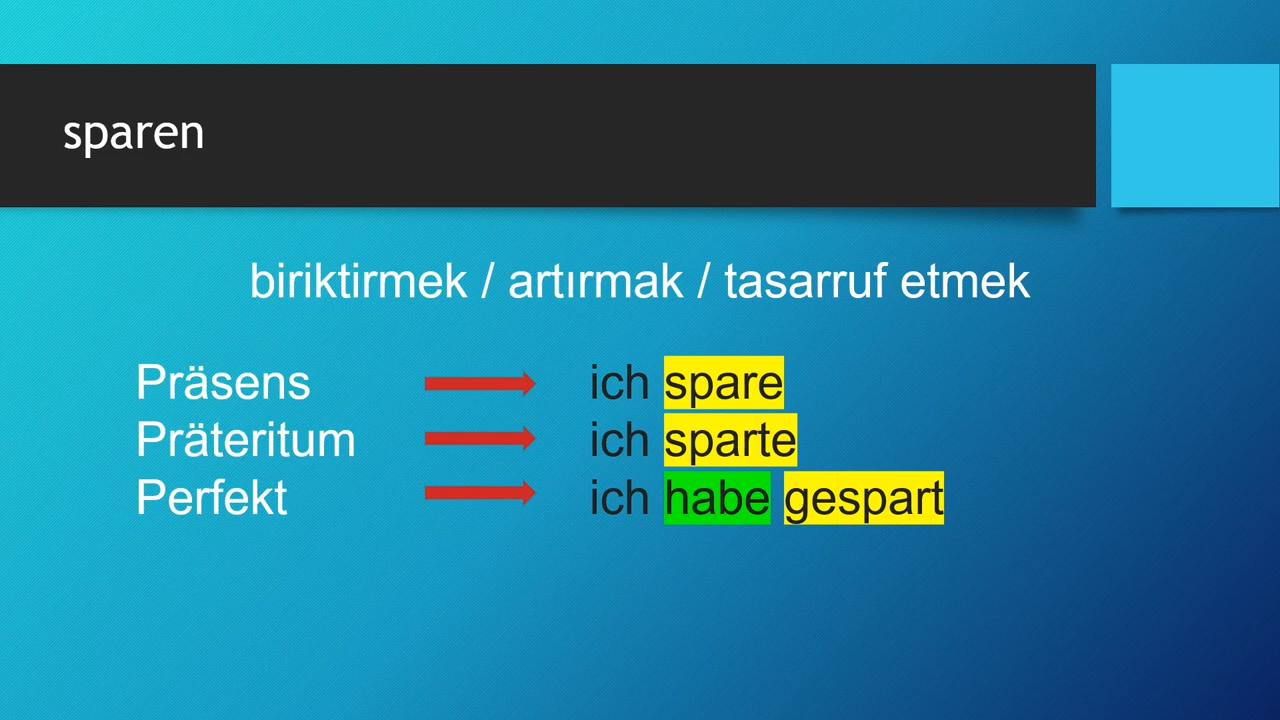 sparen
biriktirmek / artırmak / tasarruf etmek
Präsens ich spare
Präteritum ich sparte
Perfekt ich habe gespart